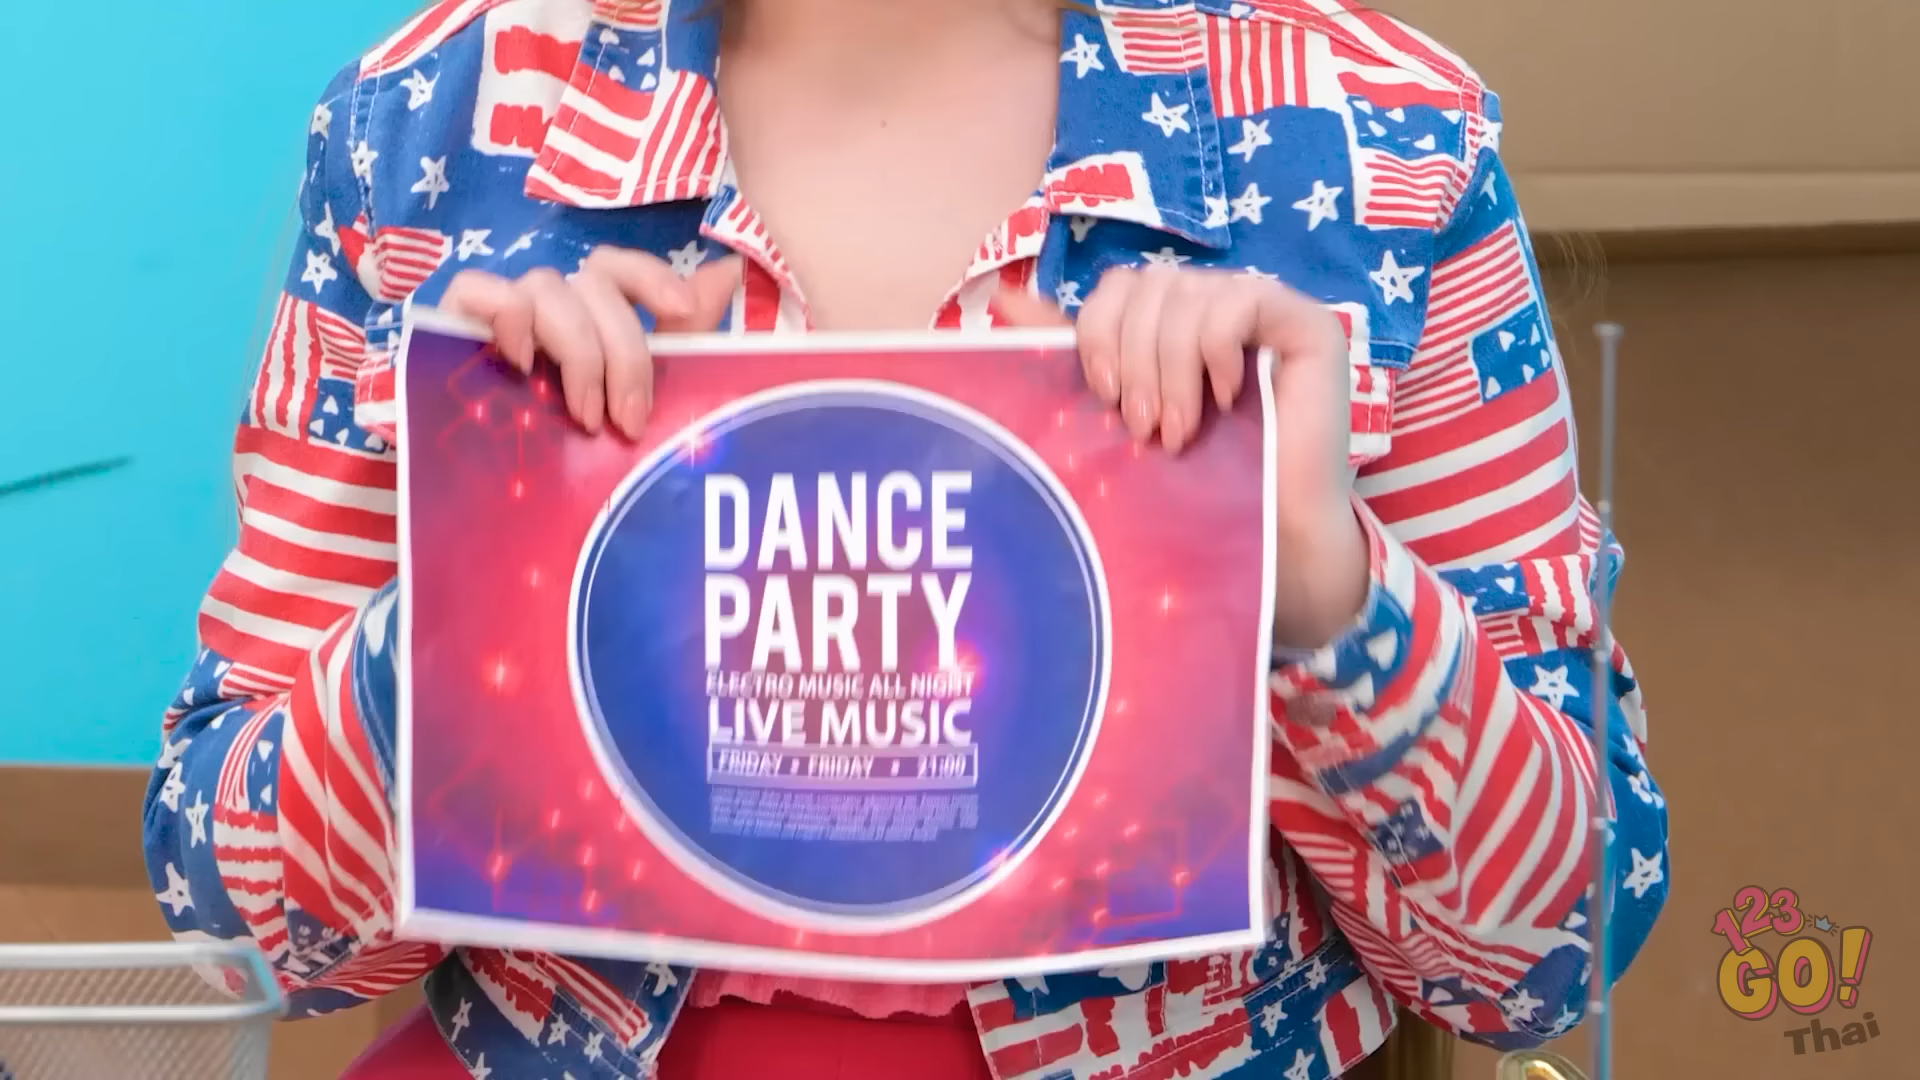 DANCE
PARTY
ELECTRO MUSIC ALL NIGHT
LIVE MUSIC
FRIDAY FRIDAY 21:00
123
GO!
Thai